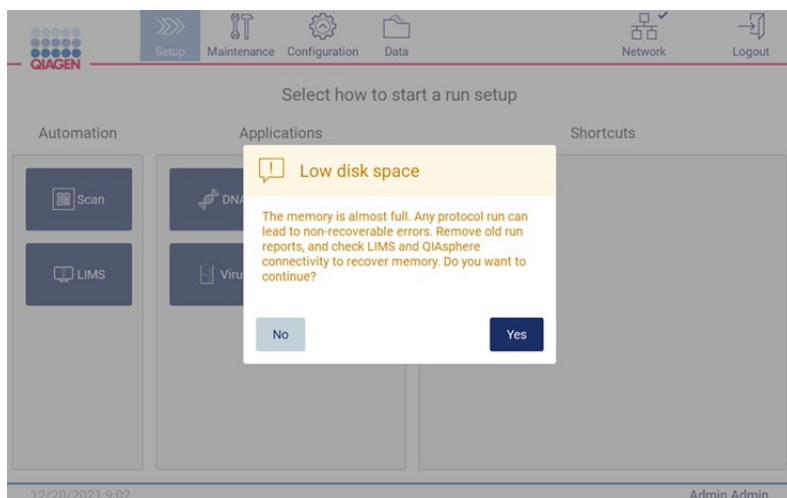 QIAGEN
Setup
Maintenance
Configuration
Data
Network
Logout
Select how to start a run setup
Automation
Applications
Shortcuts
Scan
DNA
LIMS
Viru
Low disk space
The memory is almost full. Any protocol run can
lead to non-recoverable errors. Remove old run
reports, and check LIMS and QIAsphere
connectivity to recover memory. Do you want to
continue?
No
Yes
12/20/2021 9:02
Admin Admin